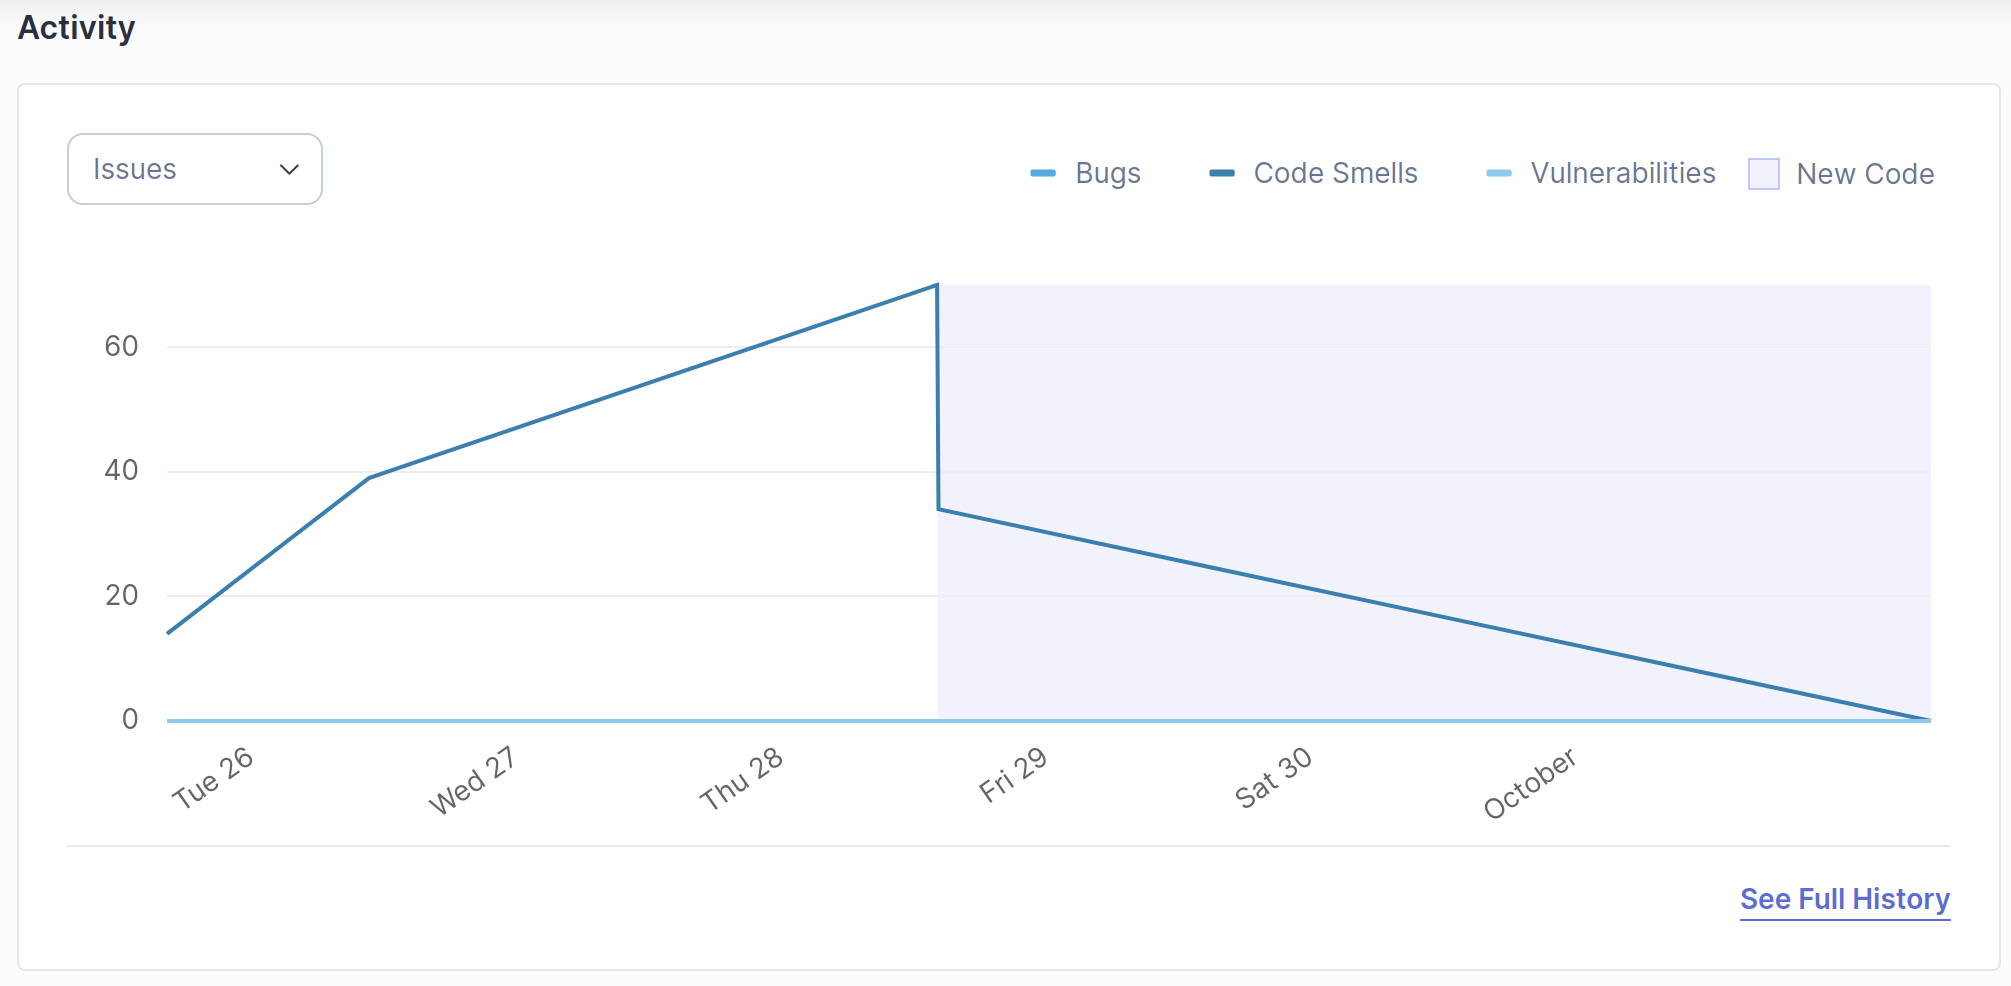 Activity
Issues
Bugs
Code Smells
Vulnerabilities
New Code
60
40
20
0
Tue 26
Wed 27
Thu 28
Fri 29
Sat 30
October
See Full History